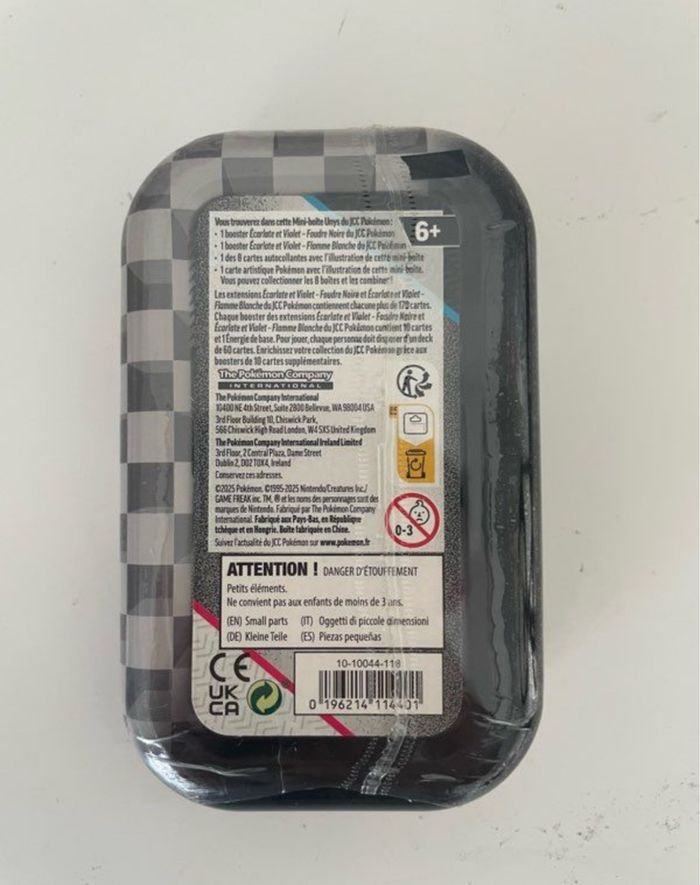 Vous trouverez dans cette Mini-boîte Unys du JCC Pokémon :
6+
• 1 booster Écarlate et Violet - Foudre Noire du JCC Pokémon
• 1 booster Écarlate et Violet - Flamme Blanche du JCC Pokémon
• 1 des 8 cartes autocollantes avec l'illustration de cette mini-boîte
• 1 carte artistique Pokémon avec l'illustration de cette mini-boîte.
Vous pouvez collectionner les 8 boîtes et les combiner !
Les extensions Écarlate et Violet - Foudre Noire et Écarlate et Violet -
Flamme Blanche du JCC Pokémon contiennent chacune plus de 170 cartes.
Chaque booster des extensions Écarlate et Violet - Foudre Noire et
Écarlate et Violet - Flamme Blanche du JCC Pokémon contient 10 cartes
et 1 Énergie de base. Pour jouer, chaque personne doit disposer d'un deck
de 60 cartes. Enrichissez votre collection du JCC Pokémon grâce aux
boosters de 10 cartes supplémentaires.
The Pokémon Company
INTERNATIONAL
The Pokémon Company International
10400 NE 4th Street, Suite 2800 Bellevue, WA 98004 USA
3rd Floor Building 10, Chiswick Park,
566 Chiswick High Road London, W4 5XS United Kingdom
The Pokémon Company International Ireland Limited
3rd Floor, 2 Central Plaza, Dame Street
Dublin 2, D02 T0X4, Ireland
Conservez ces adresses.
©2025 Pokémon. ©1995-2025 Nintendo/Creatures Inc./
GAME FREAK inc. TM, ® et les noms des personnages sont des
marques de Nintendo. Fabriqué par The Pokémon Company
International. Fabriqué aux Pays-Bas, en République
tchèque et en Hongrie. Boîte fabriquée en Chine.
Suivez l'actualité du JCC Pokémon sur www.pokemon.fr
0-3
ATTENTION ! DANGER D'ÉTOUFFEMENT
Petits éléments.
Ne convient pas aux enfants de moins de 3 ans.
(EN) Small parts (IT) Oggetti di piccole dimensioni
(DE) Kleine Teile (ES) Piezas pequeñas
CE
UK
CA
10-10044-118
0 196214 114401